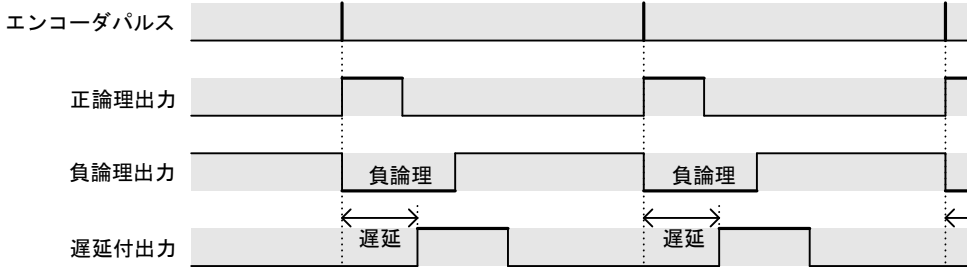 エンコーダパルス
正論理出力
負論理出力
負論理
負論理
遅延付出力
遅延
遅延